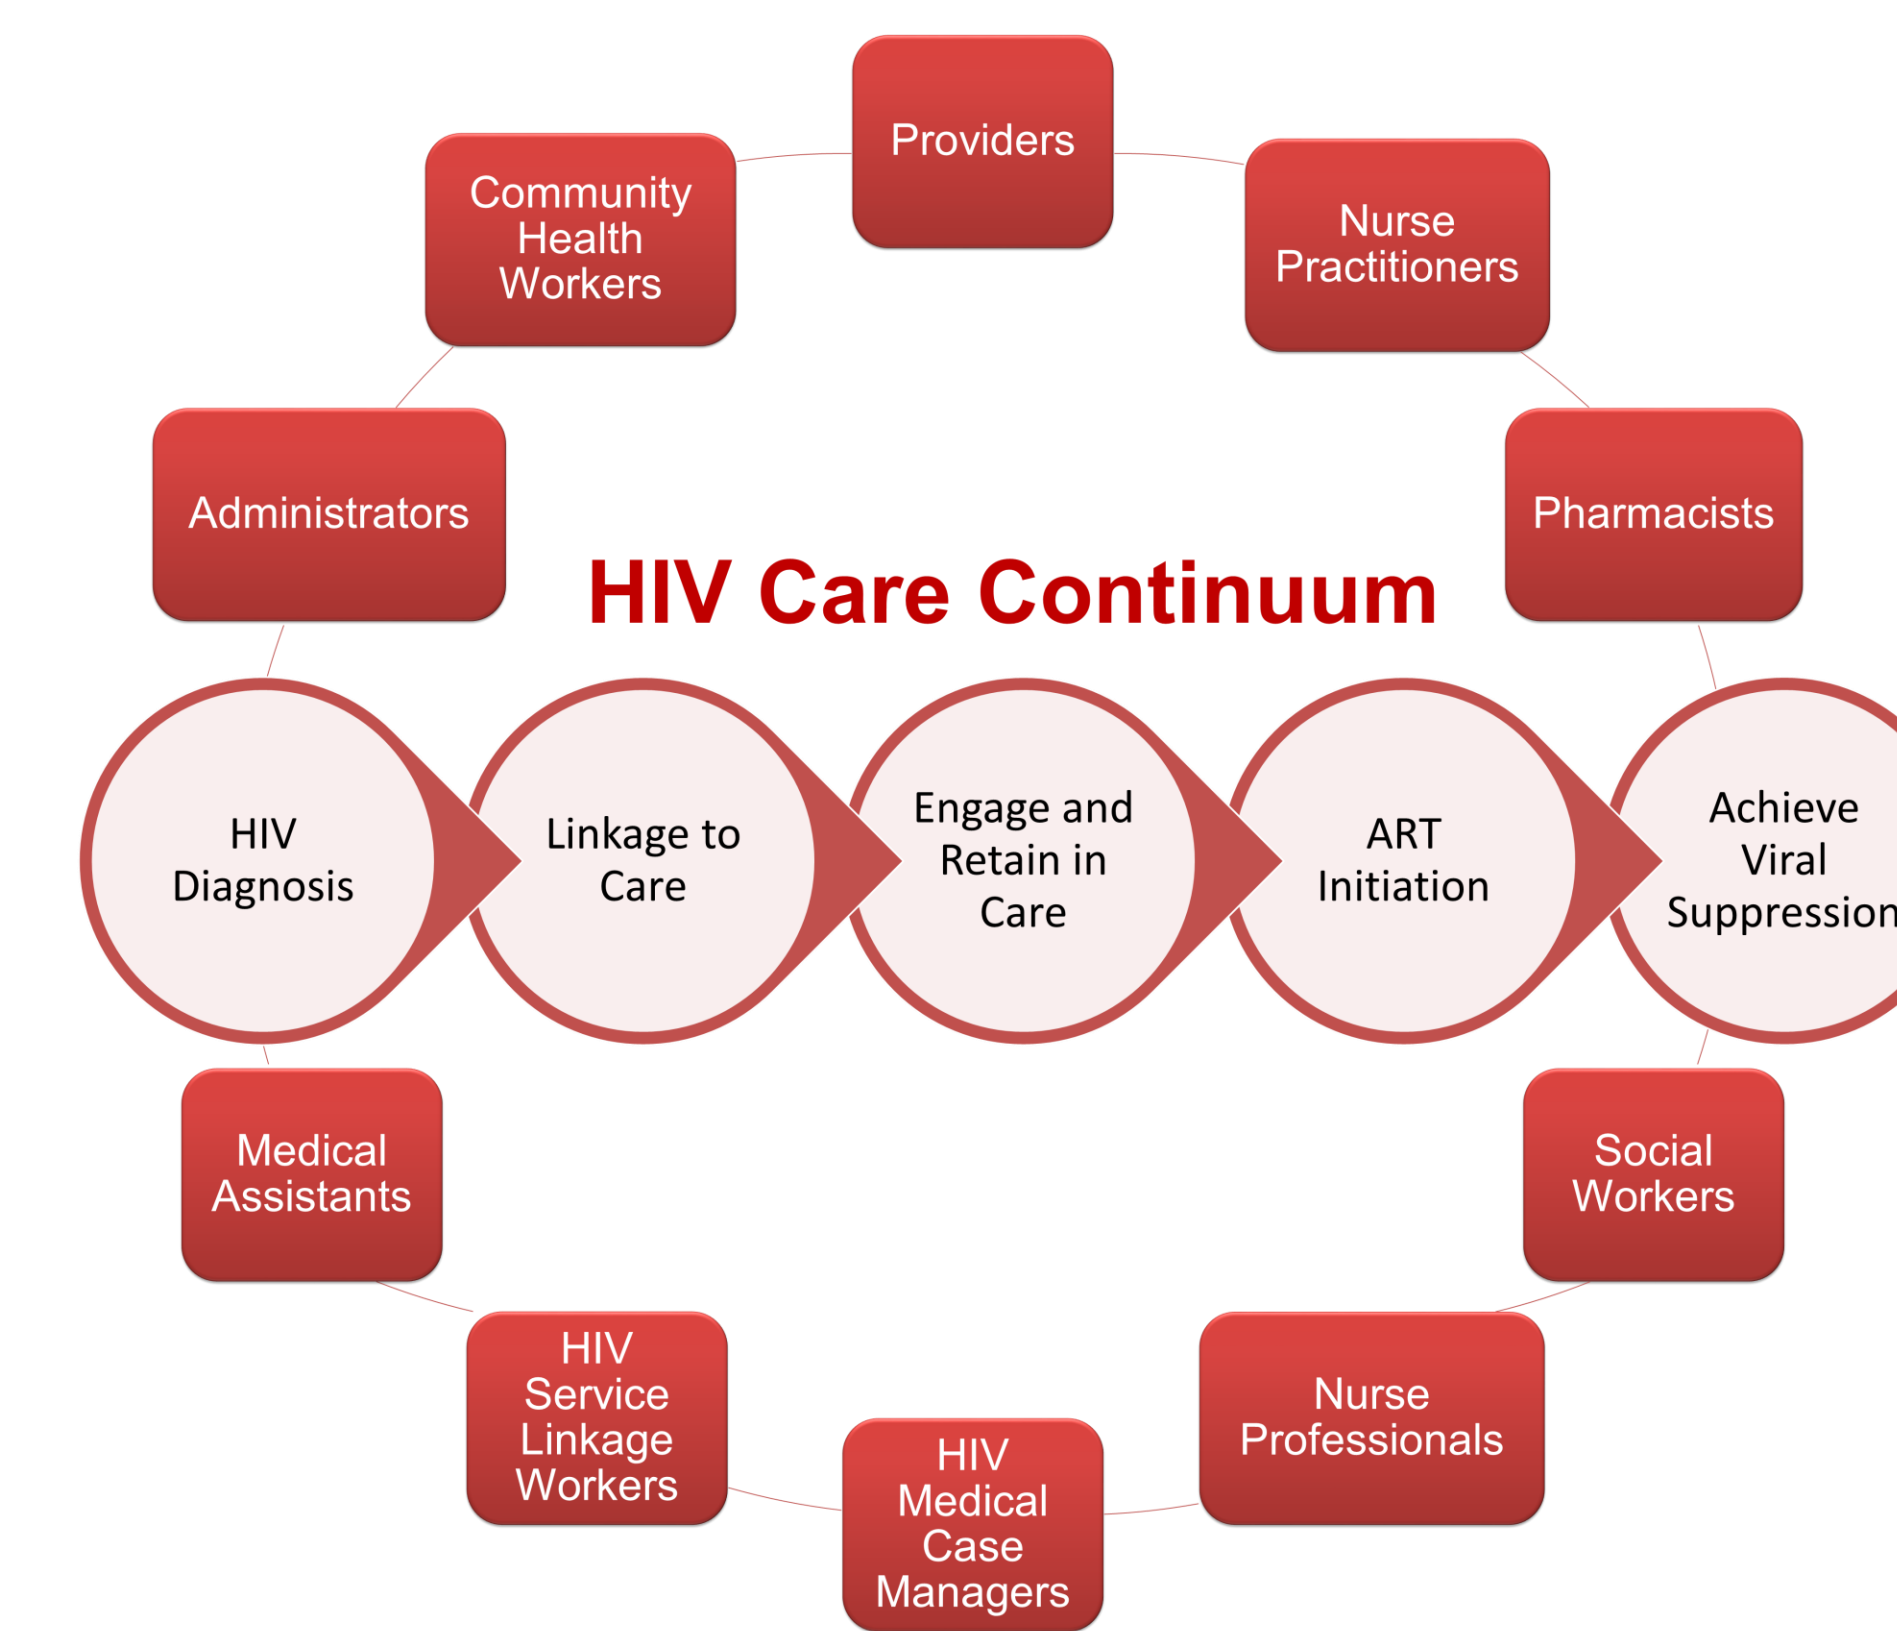 Providers
Community
Health
Workers
Nurse
Practitioners
Administrators
Pharmacists
HIV Care Continuum
HIV
Diagnosis
Linkage to
Care
Engage and
Retain in
Care
ART
Initiation
Achieve
Viral
Suppression
Medical
Assistants
Social
Workers
HIV
Service
Linkage
Workers
Nurse
Professionals
HIV
Medical
Case
Managers